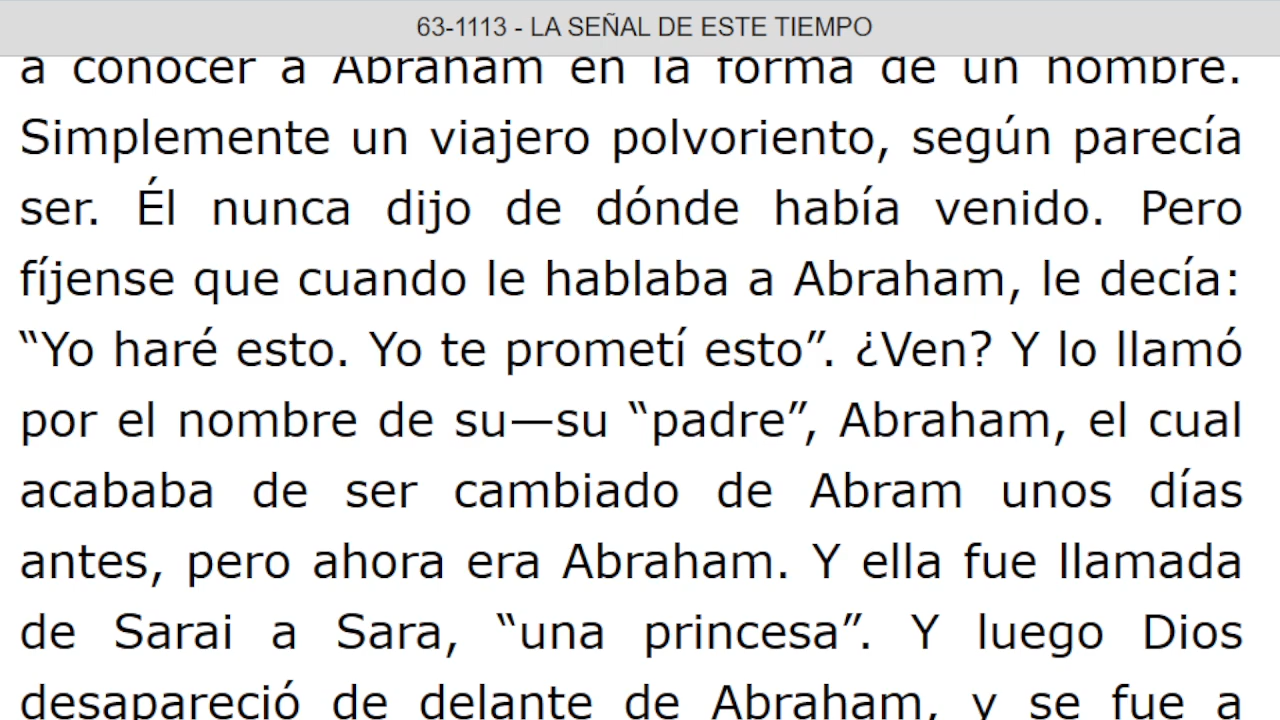 63-1113 - LA SEÑAL DE ESTE TIEMPO
a conocer a Abraham en la forma de un hombre.
Simplemente un viajero polvoriento, según parecía
ser. Él nunca dijo de dónde había venido. Pero
fíjense que cuando le hablaba a Abraham, le decía:
“Yo haré esto. Yo te prometí esto”. ¿Ven? Y lo llamó
por el nombre de su—su “padre”, Abraham, el cual
acababa de ser cambiado de Abram unos días
antes, pero ahora era Abraham. Y ella fue llamada
de Sarai a Sara, “una princesa”. Y luego Dios
desapareció de delante de Abraham, y se fue a